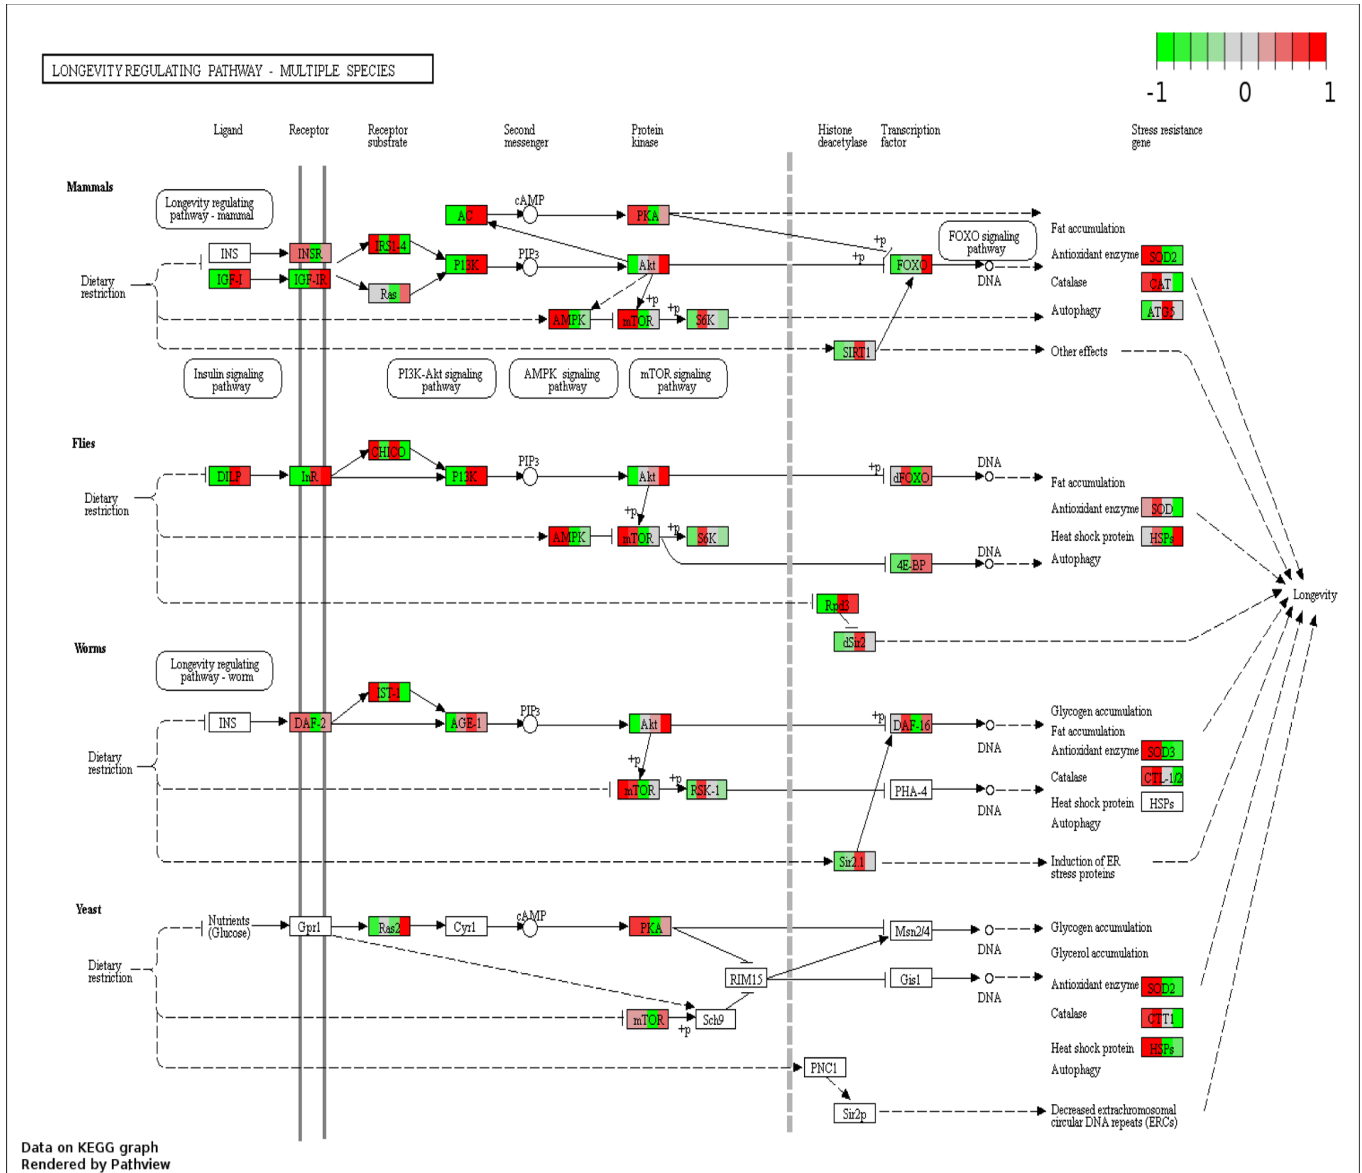 LONGEVITY REGULATING PATHWAY - MULTIPLE SPECIES
-1 0 1
Ligand
Receptor
Receptor
substrate
Second
messenger
Protein
kinase
Histone
deacetylase
Transcription
factor
Stress resistance
gene
Mammals
Longevity regulating
pathway - mammal
AC
cAMP
PKA
+p
+p
FOXO signaling
pathway
Fat accumulation
INS
INSR
IRS1-4
Antioxidant enzyme
SOD2
IGF-1
IGF-IR
P13K
PIP3
Akt
FOXO
DNA
Catalase
CAT
Dietary
restriction
Ras
+p
AMPK
mTOR
+p
S6K
Autophagy
ATG5
SIRT1
Other effects
Insulin signaling
pathway
PI3K-Akt signaling
pathway
AMPK signaling
pathway
mTOR signaling
pathway
Flies
CHICO
DILP
InR
P13K
PIP3
Akt
+p
dFOXO
DNA
Fat accumulation
Dietary
restriction
Antioxidant enzyme
SOD
+p
AMPK
mTOR
+p
S6K
Heat shock protein
HSPs
4E-BP
DNA
Autophagy
Rpd3
Longevity
dSir2
Worms
Longevity regulating
pathway - worm
IST-1
INS
DAF-2
AGE-1
PIP3
Akt
+p
DAF-16
DNA
Glycogen accumulation
Fat accumulation
Antioxidant enzyme
SOD3
Dietary
restriction
+p
mTOR
+p
RSK-1
PHA-4
DNA
Catalase
CTL-1/2
Heat shock protein
HSPs
Autophagy
Sir2.1
Induction of ER
stress proteins
Yeast
Nutrients
(Glucose)
Gpr1
Ras2
Cyr1
cAMP
PKA
Msn2/4
DNA
Glycogen accumulation
Glycerol accumulation
Dietary
restriction
RIM15
Gis1
DNA
Antioxidant enzyme
SOD2
mTOR
+p
Sch9
Catalase
CTT1
Heat shock protein
HSPs
Autophagy
PNC1
Sir2p
Decreased extrachromosomal
circular DNA repeats (ERCs)
Data on KEGG graph
Rendered by Pathview